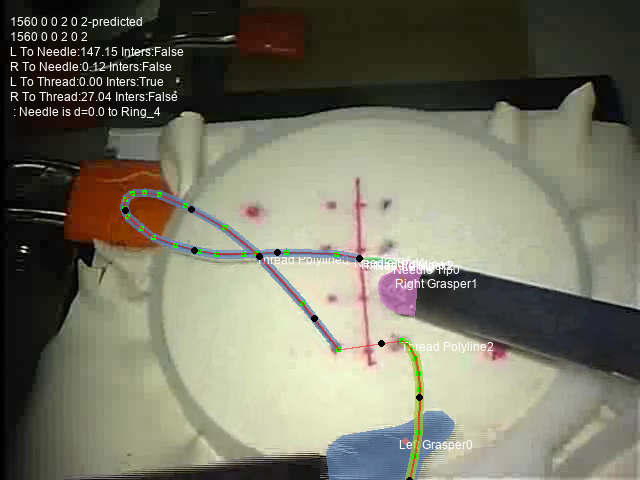 1560 0 0 2 0 2-predicted
1560 0 0 2 0 2
L To Needle:147.15 Inters:False
R To Needle:0.12 Inters:False
L To Thread:0.00 Inters:True
R To Thread:27.04 Inters:False
: Needle is d=0.0 to Ring_4
Thread Polyline
Needle Tip0
Right Grasper1
Thread Polyline2
Left Grasper0